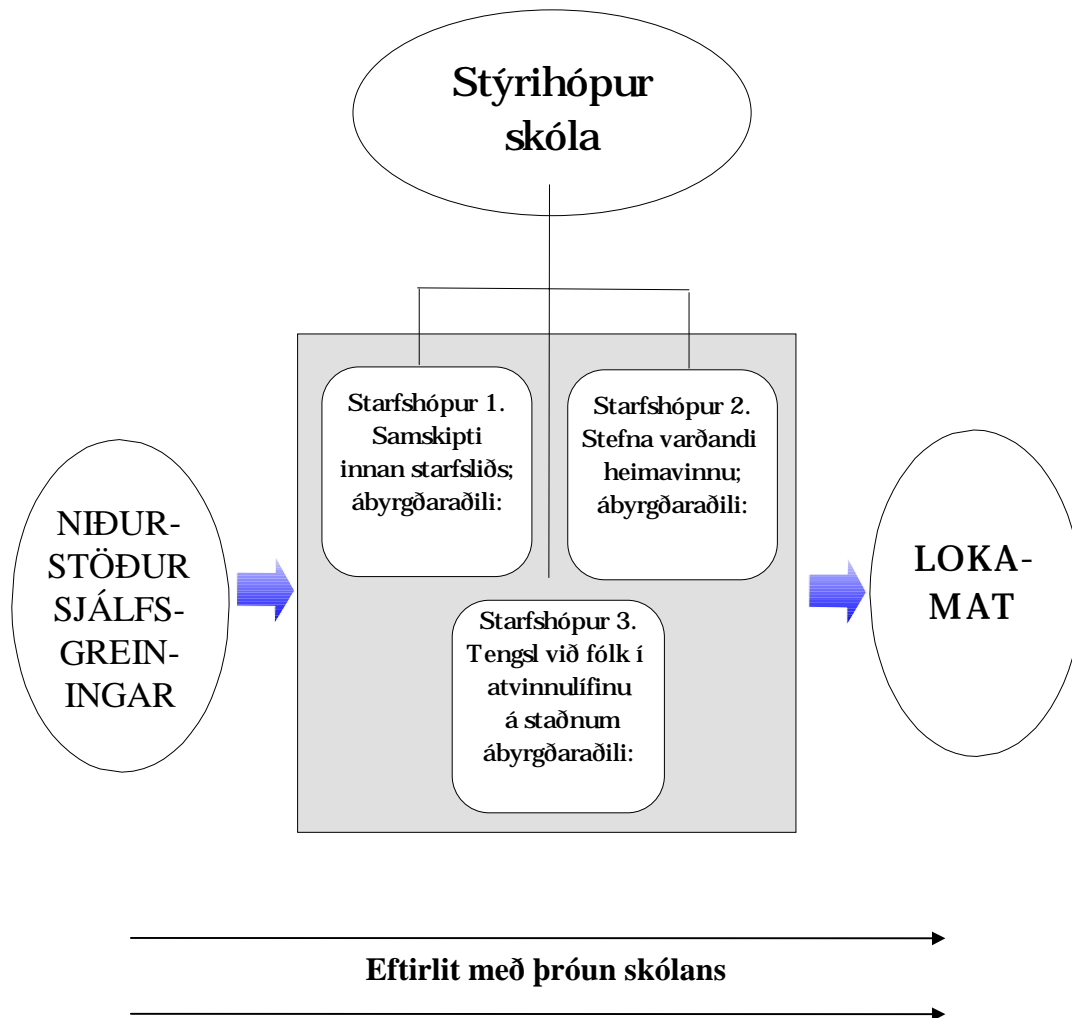 Stýrihópur
skóla
Starfshópur 1.
Samskipti
innan starfsliðs;
ábyrgðaraðili:
Starfshópur 2.
Stefna varðandi
heimavinnu;
ábyrgðaraðili:
NIÐUR-
STÖÐUR
SJÁLFS-
GREIN-
INGAR
LOKA-
MAT
Starfshópur 3.
Tengsl við fólk í
atvinnulífinu
á staðnum
ábyrgðaraðili:
Eftirlit með þróun skólans